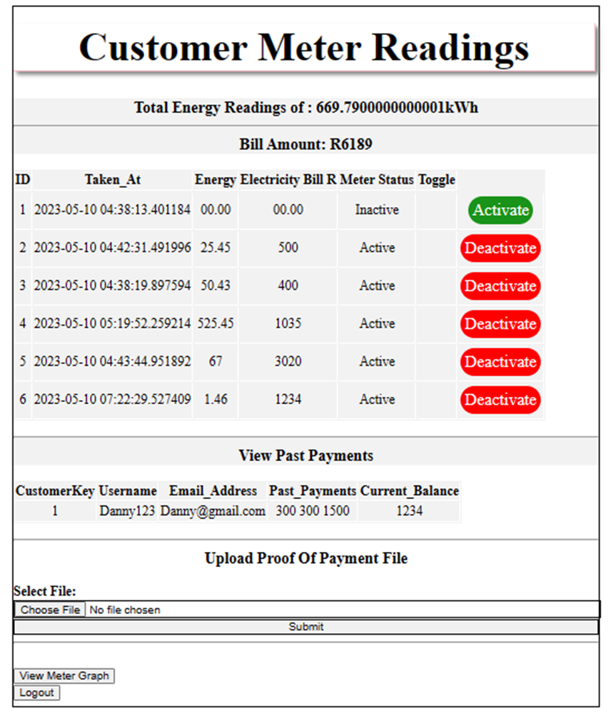 Customer Meter Readings
Total Energy Readings of : 669.7900000000001kWh
Bill Amount: R6189
ID Taken_At Energy Electricity Bill R Meter Status Toggle
1 2023-05-10 04:38:13.401184 00.00 00.00 Inactive Activate
2 2023-05-10 04:42:31.491996 25.45 500 Active Deactivate
3 2023-05-10 04:38:19.897594 50.43 400 Active Deactivate
4 2023-05-10 05:19:52.259214 525.45 1035 Active Deactivate
5 2023-05-10 04:43:44.951892 67 3020 Active Deactivate
6 2023-05-10 07:22:29.527409 1.46 1234 Active Deactivate
View Past Payments
CustomerKey Username Email_Address Past_Payments Current_Balance
1 Danny123 Danny@gmail.com 300 300 1500 1234
Upload Proof Of Payment File
Select File:
Choose File No file chosen
Submit
View Meter Graph
Logout